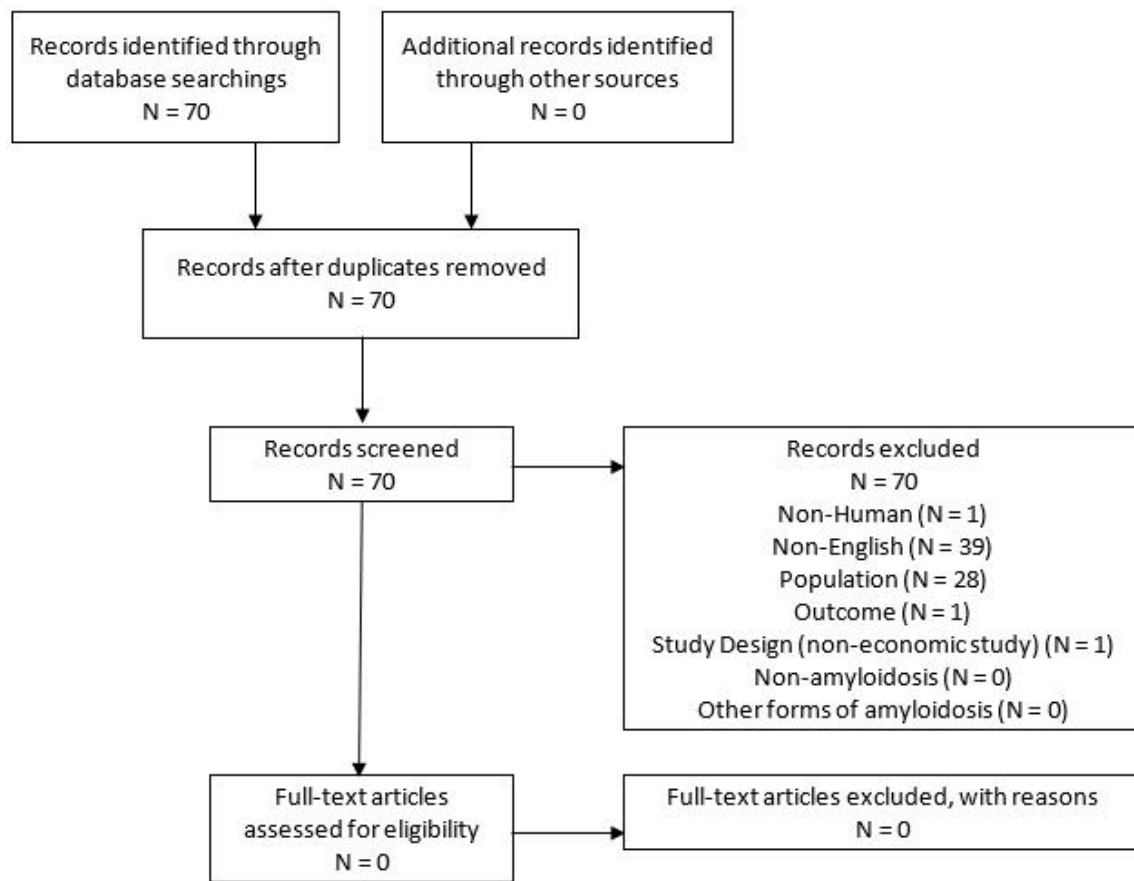 Records identified through
database searchings
N = 70
Additional records identified
through other sources
N = 0
Records after duplicates removed
N = 70
Records screened
N = 70
Records excluded
N = 70
Non-Human (N = 1)
Non-English (N = 39)
Population (N = 28)
Outcome (N = 1)
Study Design (non-economic study) (N = 1)
Non-amyloidosis (N = 0)
Other forms of amyloidosis (N = 0)
Full-text articles
assessed for eligibility
N = 0
Full-text articles excluded, with reasons
N = 0